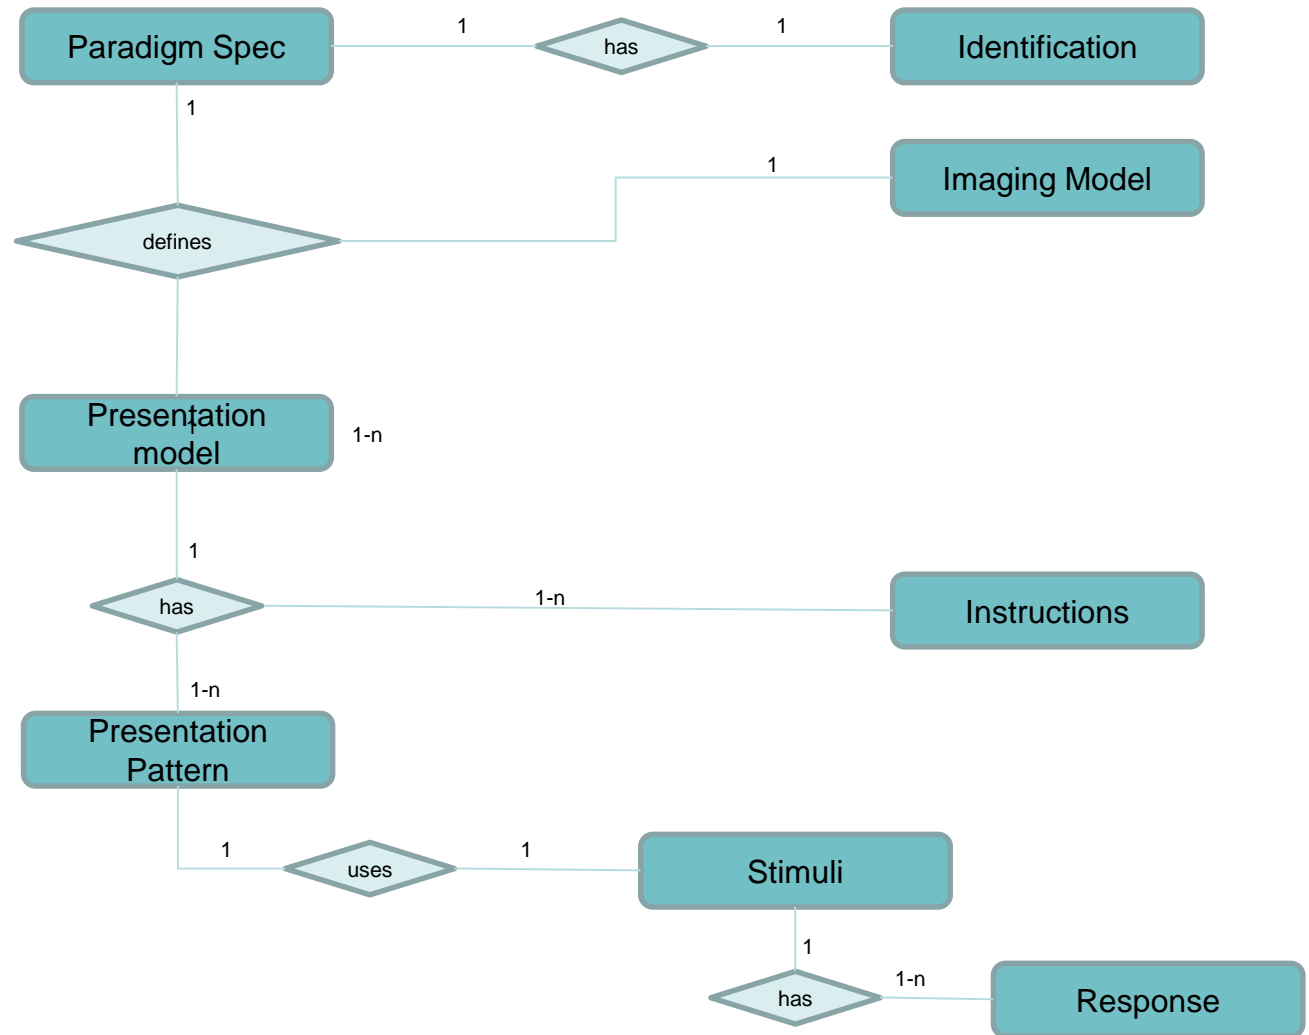 Paradigm Spec
1
has
1
Identification
1
1
Imaging Model
defines
Presentation
model
1
1-n
1
has
1-n
Instructions
1-n
Presentation
Pattern
1
uses
1
Stimuli
1
has
1-n
Response